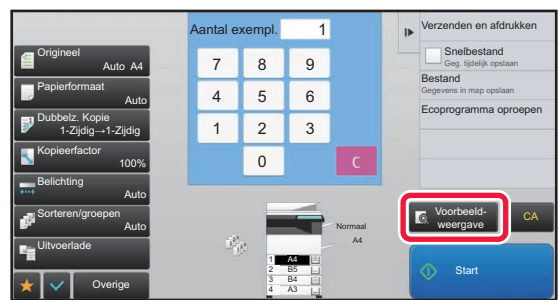 Aantal exempl. 1
Origineel
Auto A4
Papierformaat
Auto
Dubbelz. Kopie
1-Zijdig→1-Zijdig
Kopieerfactor
100%
Belichting
Auto
Sorteren/groepen
Auto
Uitvoerlade
Overige
7 8 9
4 5 6
1 2 3
0 C
Normaal
A4
1 A4
2 B5
3 B4
4 A3
Verzenden en afdrukken
Snelbestand
Geg. tijdelijk opslaan
Bestand
Gegevens in map opslaan
Ecoprogramma oproepen
Voorbeeld-
weergave
CA
Start